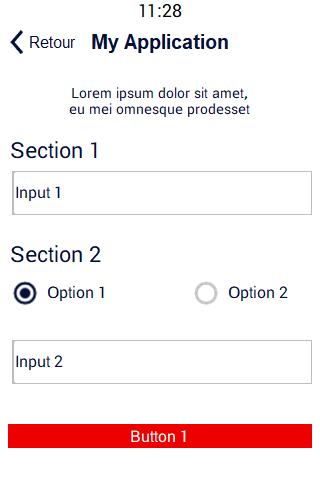 11:28
Retour My Application
Lorem ipsum dolor sit amet,
eu mei omnesque prodesset
Section 1
Input 1
Section 2
Option 1 Option 2
Input 2
Button 1